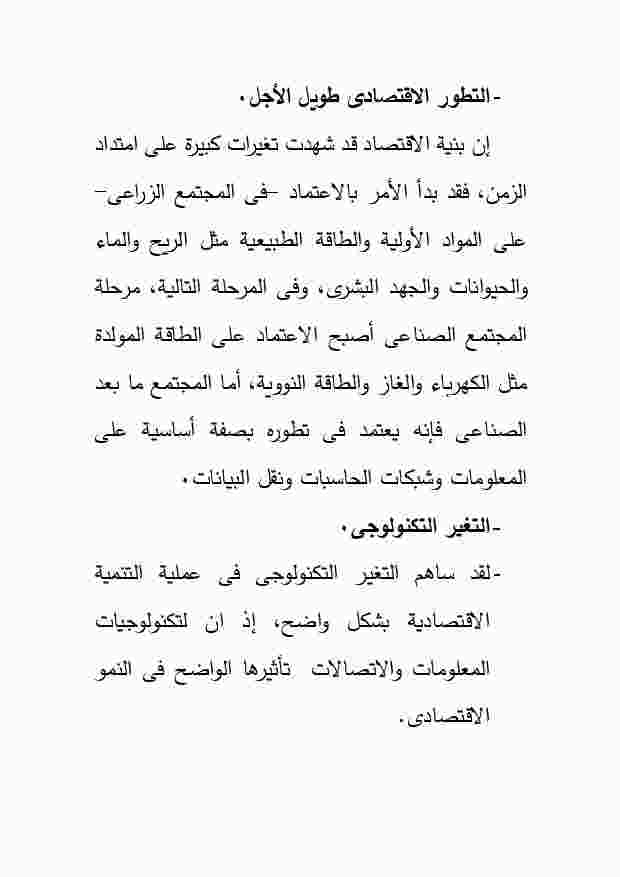 -التطور الاقتصادى طويل الأجل.
إن بنية الاقتصاد قد شهدت تغيرات كبيرة على امتداد
الزمن، فقد بدأ الأمر بالاعتماد –فى المجتمع الزراعى–
على المواد الأولية والطاقة الطبيعية مثل الريح والماء
والحيوانات والجهد البشرى، وفى المرحلة التالية، مرحلة
المجتمع الصناعى أصبح الاعتماد على الطاقة المولدة
مثل الكهرباء والغاز والطاقة النووية، أما المجتمع ما بعد
الصناعى فإنه يعتمد فى تطوره بصفة أساسية على
المعلومات وشبكات الحاسبات ونقل البيانات.
-التغير التكنولوجى.
-لقد ساهم التغير التكنولوجى فى عملية التنمية
الاقتصادية بشكل واضح، إذ ان لتكنولوجيات
المعلومات والاتصالات تأثيرها الواضح فى النمو
الاقتصادى.